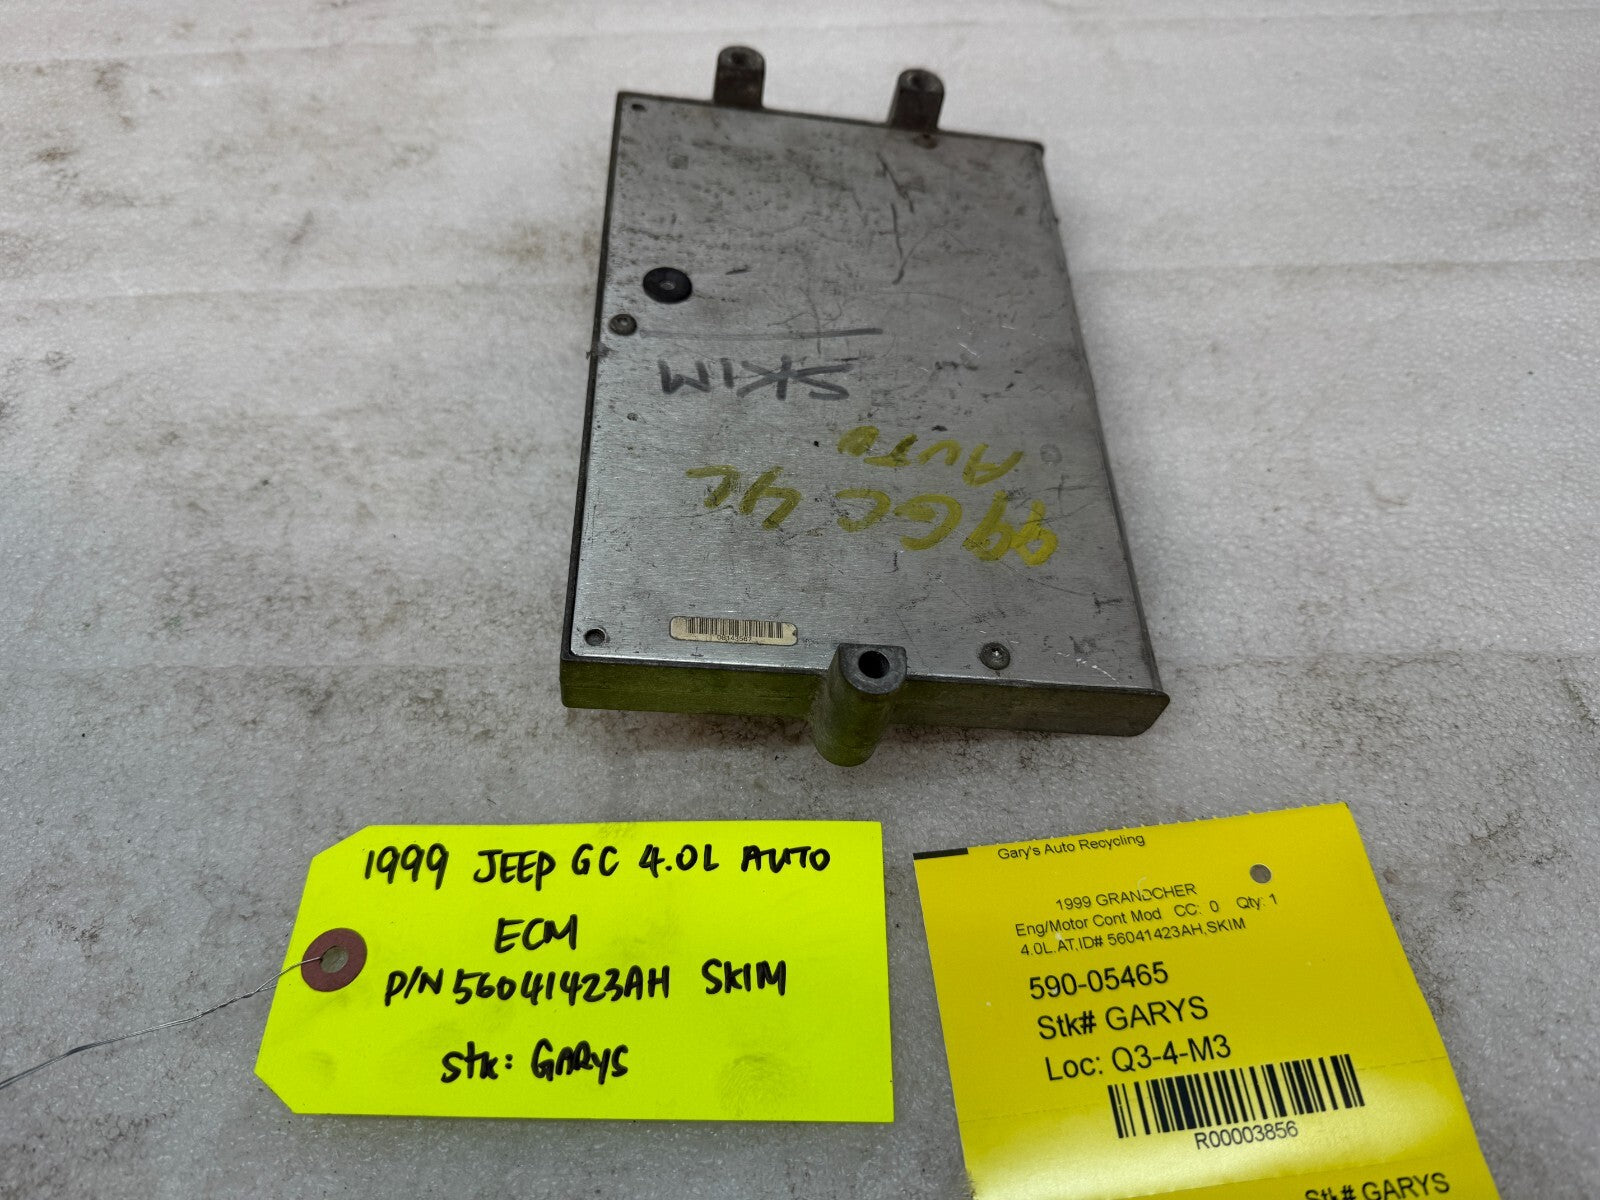 SKIM
99 GC 4L
AUTO
1999 JEEP GC 4.0L AUTO
ECM
P/N 56041423AH SKIM
Stk: GARYS
Gary's Auto Recycling
1999 GRANDCHER
Eng/Motor Cont Mod CC: 0 Qty: 1
4.0L,AT,ID# 56041423AH,SKIM
590-05465
Stk# GARYS
Loc: Q3-4-M3
R00003856
Stk# GARYS